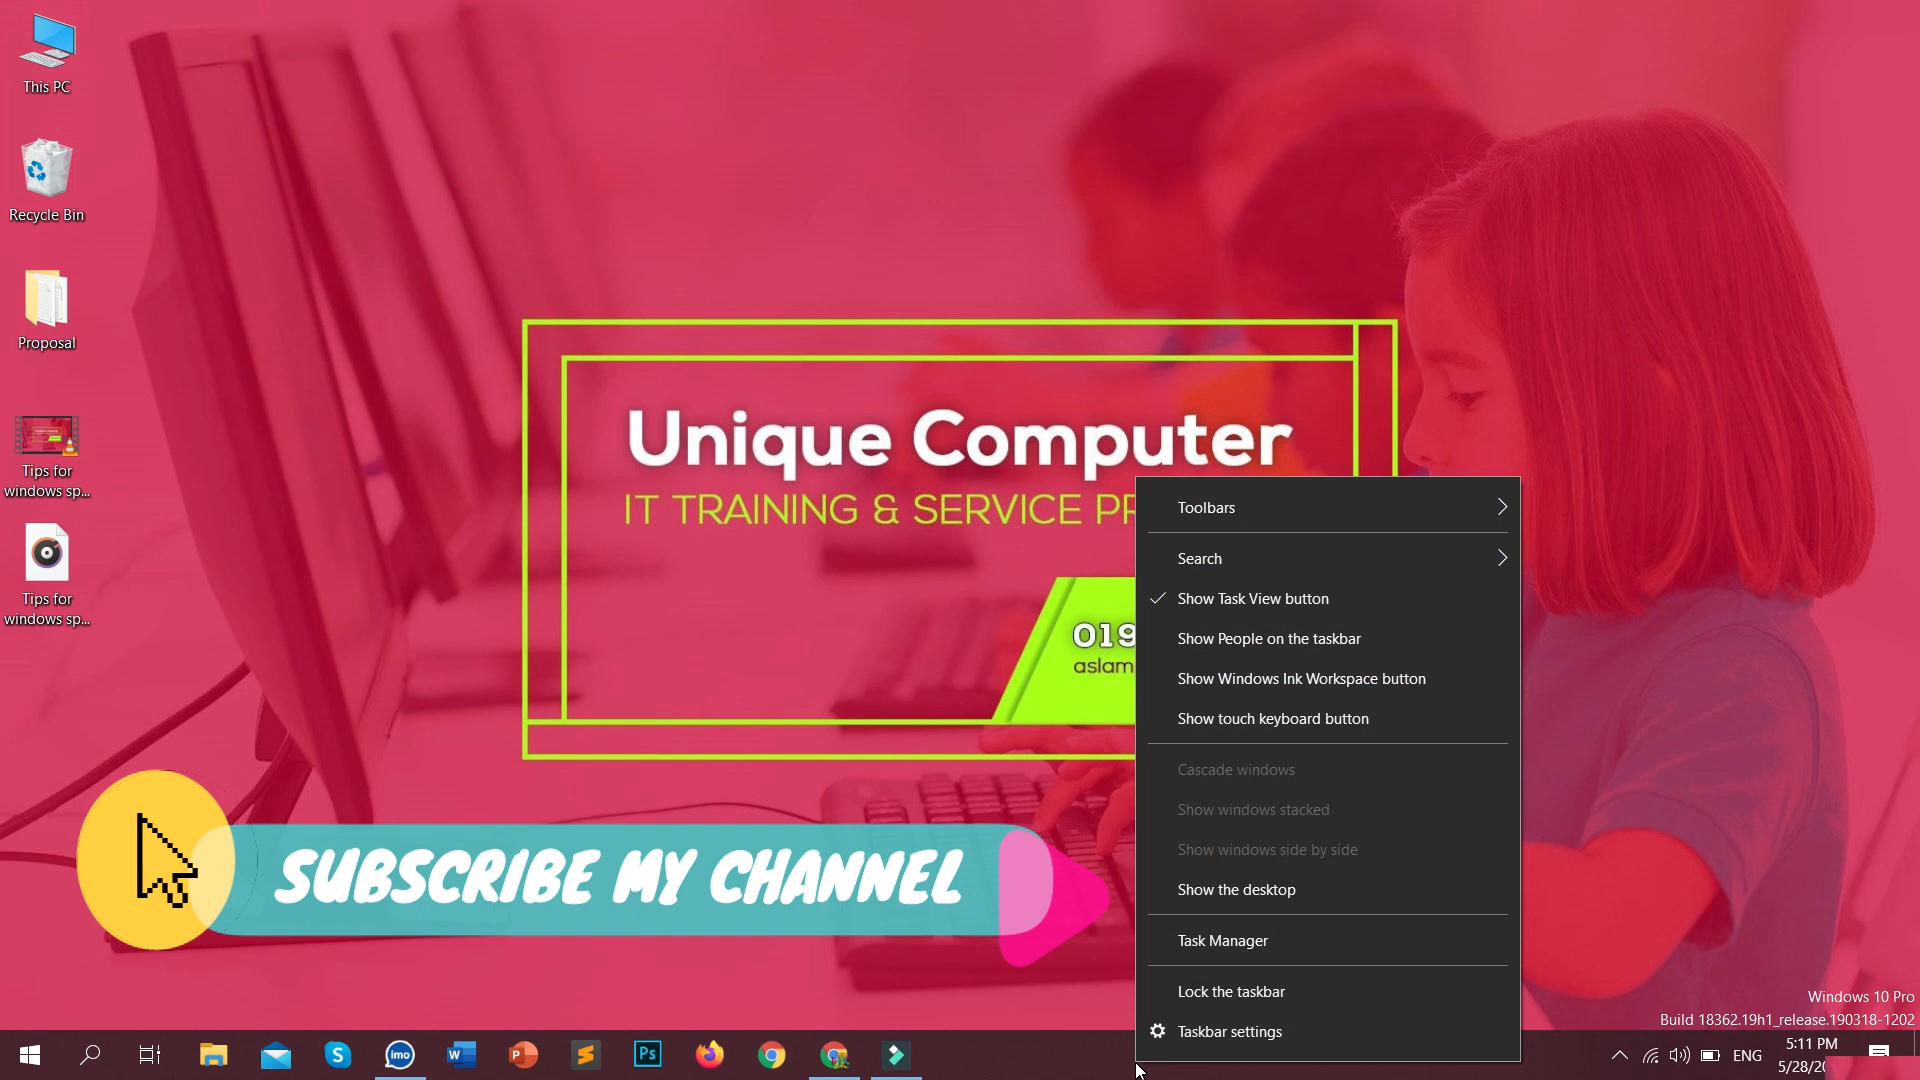 This PC
Recycle Bin
Proposal
Tips for
windows sp...
Tips for
windows sp...
Unique Computer
IT TRAINING & SERVICE
019
aslam
SUBSCRIBE MY CHANNEL
Toolbars
Search
Show Task View button
Show People on the taskbar
Show Windows Ink Workspace button
Show touch keyboard button
Cascade windows
Show windows stacked
Show windows side by side
Show the desktop
Task Manager
Lock the taskbar
Taskbar settings
Windows 10 Pro
Build 18362.19h1_release.190318-1202
S
imo
W
P
Ps
ENG
5:11 PM
5/28/20